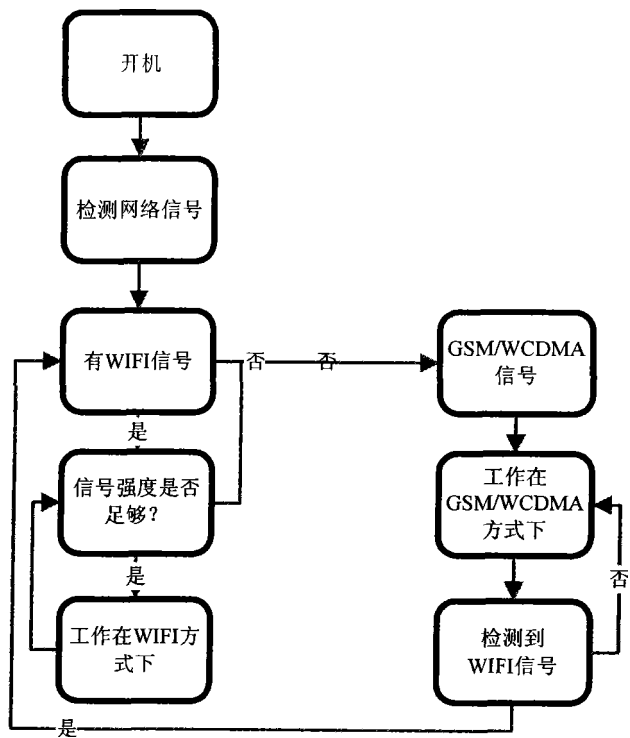 开机
检测网络信号
有WIFI信号
否
否
GSM/WCDMA
信号
是
信号强度是否
足够？
工作在
GSM/WCDMA
方式下
是
否
工作在WIFI方
式下
检测到
WIFI信号
是